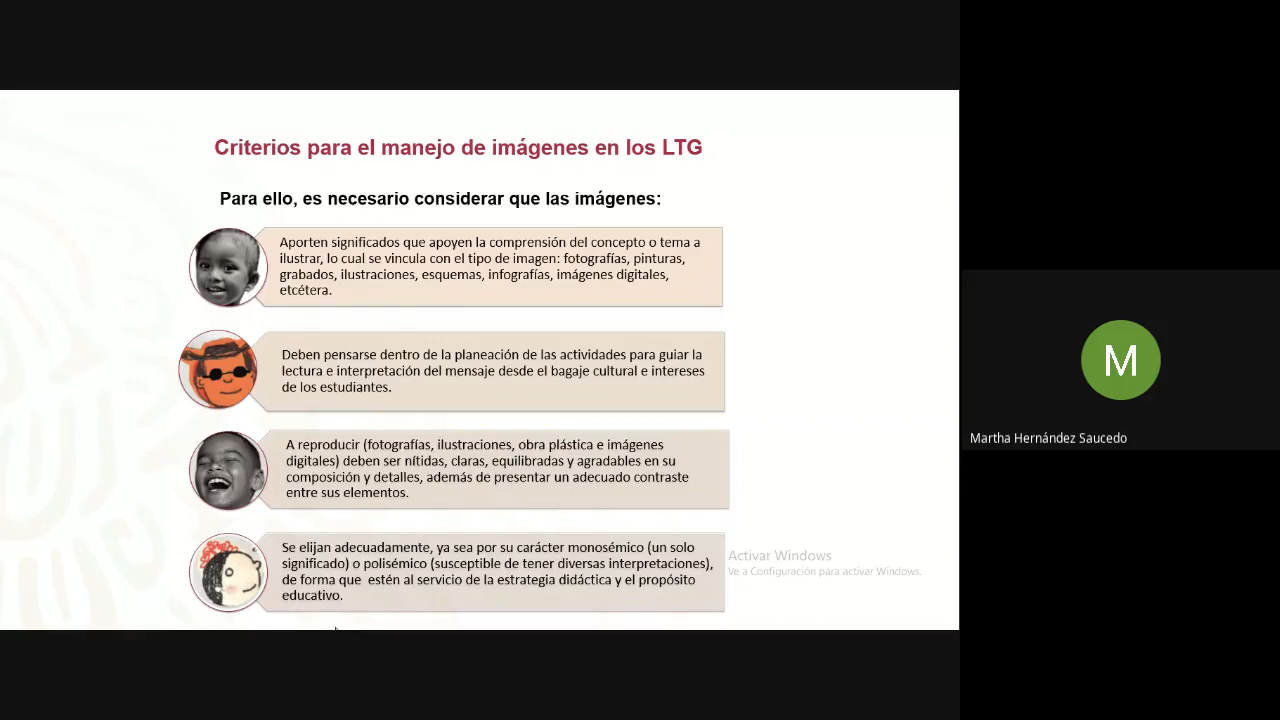 Criterios para el manejo de imágenes en los LTG
Para ello, es necesario considerar que las imágenes:
Aporten significados que apoyen la comprensión del concepto o tema a
ilustrar, lo cual se vincula con el tipo de imagen: fotografías, pinturas,
grabados, ilustraciones, esquemas, infografías, imágenes digitales,
etcétera.
Deben pensarse dentro de la planeación de las actividades para guiar la
lectura e interpretación del mensaje desde el bagaje cultural e intereses
de los estudiantes.
A reproducir (fotografías, ilustraciones, obra plástica e imágenes
digitales) deben ser nítidas, claras, equilibradas y agradables en su
composición y detalles, además de presentar un adecuado contraste
entre sus elementos.
Se elijan adecuadamente, ya sea por su carácter monosémico (un solo
significado) o polisémico (susceptible de tener diversas interpretaciones),
de forma que  estén al servicio de la estrategia didáctica y el propósito
educativo.
Activar Windows
Ve a Configuración para activar Windows.
M
Martha Hernández Saucedo